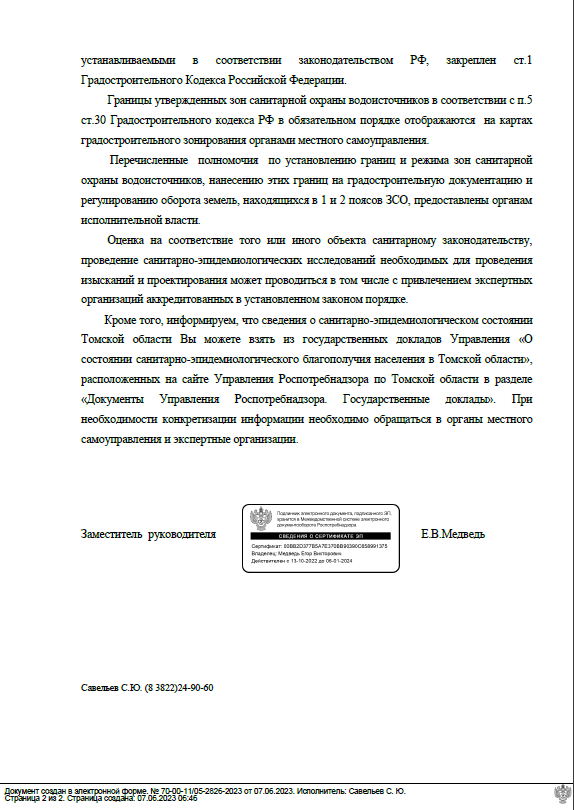 устанавливаемыми в соответствии законодательством РФ, закреплен ст.1
Градостроительного Кодекса Российской Федерации.
Границы утвержденных зон санитарной охраны водоисточников в соответствии с п.5
ст.30 Градостроительного кодекса РФ в обязательном порядке отображаются на картах
градостроительного зонирования органами местного самоуправления.
Перечисленные полномочия по установлению границ и режима зон санитарной
охраны водоисточников, нанесению этих границ на градостроительную документацию и
регулированию оборота земель, находящихся в 1 и 2 поясов ЗСО, предоставлены органам
исполнительной власти.
Оценка на соответствие того или иного объекта санитарному законодательству,
проведение санитарно-эпидемиологических исследований необходимых для проведения
изысканий и проектирования может проводиться в том числе с привлечением экспертных
организаций аккредитованных в установленном законом порядке.
Кроме того, информируем, что сведения о санитарно-эпидемиологическом состоянии
Томской области Вы можете взять из государственных докладов Управления «О
состоянии санитарно-эпидемиологического благополучия населения в Томской области»,
расположенных на сайте Управления Роспотребнадзора по Томской области в разделе
«Документы Управления Роспотребнадзора. Государственные доклады». При
необходимости конкретизации информации необходимо обращаться в органы местного
самоуправления и экспертные организации.
Подлинник электронного документа, подписанного ЭП,
хранится в Межведомственной системе электронного
документооборота Роспотребнадзора
СВЕДЕНИЯ О СЕРТИФИКАТЕ ЭП
Заместитель руководителя
Е.В.Медведь
Сертификат: 00BB2D377B5A7E370BB90390C858991375
Владелец: Медведь Егор Викторович
Действителен с 13-10-2022 до 06-01-2024
Савельев С.Ю. (8 3822)24-90-60
Документ создан в электронной форме. № 70-00-11/05-2826-2023 от 07.06.2023. Исполнитель: Савельев С. Ю.
Страница 2 из 2. Страница создана: 07.06.2023 06:46